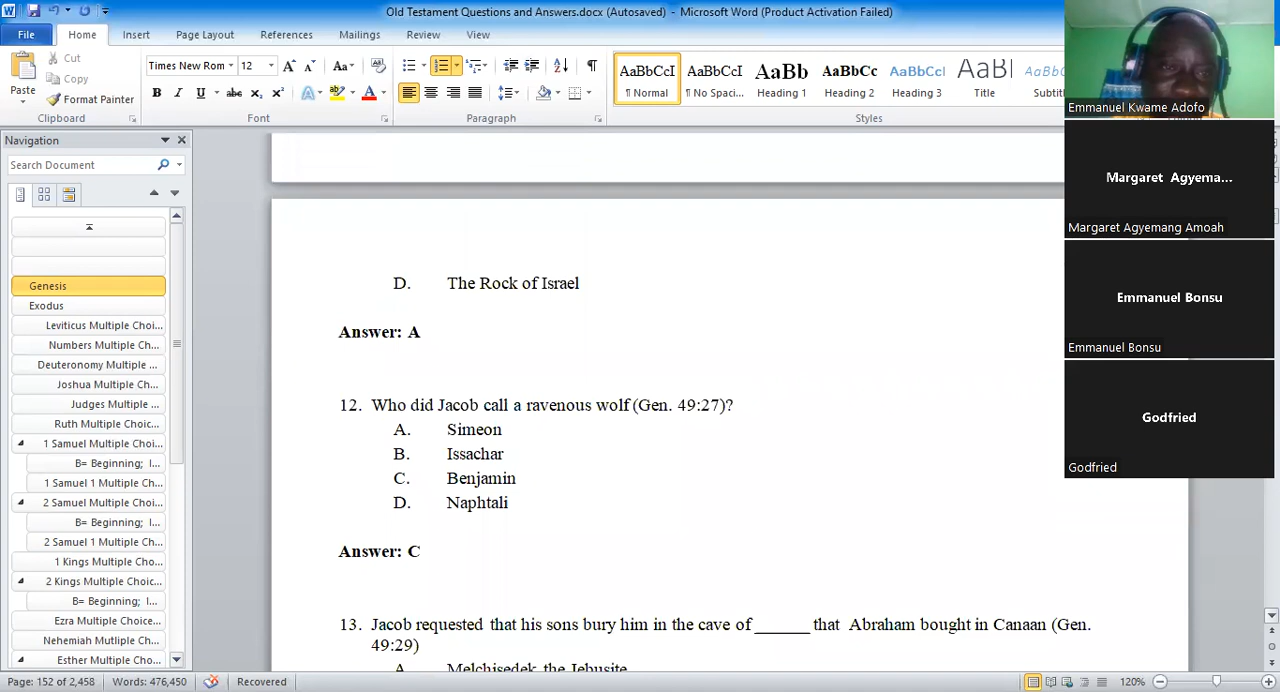 Old Testament Questions and Answers.docx (Autosaved) - Microsoft Word (Product Activation Failed)
File Home Insert Page Layout References Mailings Review View
Cut
Copy
Format Painter
Paste
Clipboard
Times New Rom 12
Font
Paragraph
AaBbCcI AaBbCcI AaBb AaBbCc AaBbCcI AaBI AaBbCc
¶ Normal ¶ No Spaci... Heading 1 Heading 2 Heading 3 Title Subtitl
Styles
Navigation
Search Document
Genesis
Exodus
Leviticus Multiple Choi...
Numbers Multiple Ch...
Deuteronomy Multiple ...
Joshua Multiple Ch...
Judges Multiple ...
Ruth Multiple Choice...
1 Samuel Multiple Choi...
B= Beginning; I...
1 Samuel 1 Multiple Ch...
2 Samuel Multiple Choi...
B= Beginning; I...
2 Samuel 1 Multiple Ch...
1 Kings Multiple Cho...
2 Kings Multiple Choic...
B= Beginning; I...
Ezra Multiple Choice...
Nehemiah Mutliple Ch...
Esther Multiple Cho...
D. The Rock of Israel
Answer: A
12. Who did Jacob call a ravenous wolf (Gen. 49:27)?
A. Simeon
B. Issachar
C. Benjamin
D. Naphtali
Answer: C
13. Jacob requested that his sons bury him in the cave of ______ that Abraham bought in Canaan (Gen.
49:29)
A. Melchisedek the Jebusite
Emmanuel Kwame Adofo
Margaret Agyema...
Margaret Agyemang Amoah
Emmanuel Bonsu
Emmanuel Bonsu
Godfried
Godfried
Page: 152 of 2,458 Words: 476,450 Recovered 120%